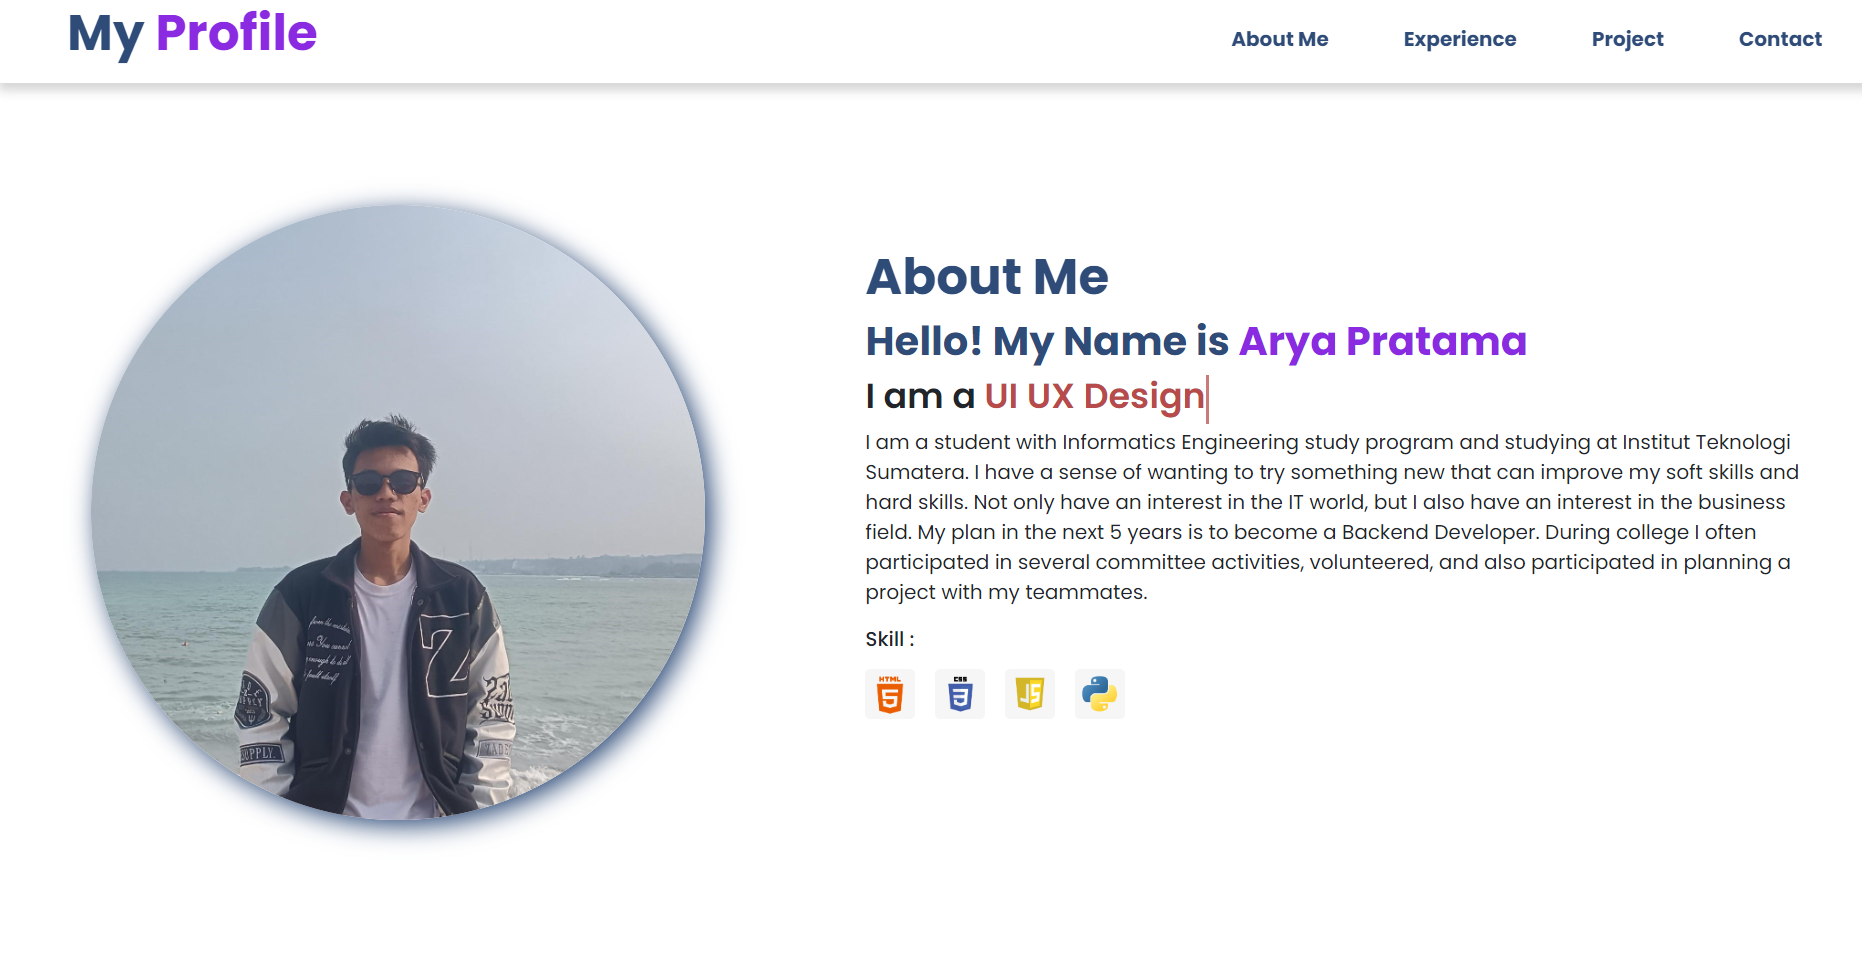 My Profile
About Me
Experience
Project
Contact
About Me
Hello! My Name is Arya Pratama
I am a UI UX Design
I am a student with Informatics Engineering study program and studying at Institut Teknologi
Sumatera. I have a sense of wanting to try something new that can improve my soft skills and
hard skills. Not only have an interest in the IT world, but I also have an interest in the business
field. My plan in the next 5 years is to become a Backend Developer. During college I often
participated in several committee activities, volunteered, and also participated in planning a
project with my teammates.
Skill :
HTML
5
CSS
3
JS
Z